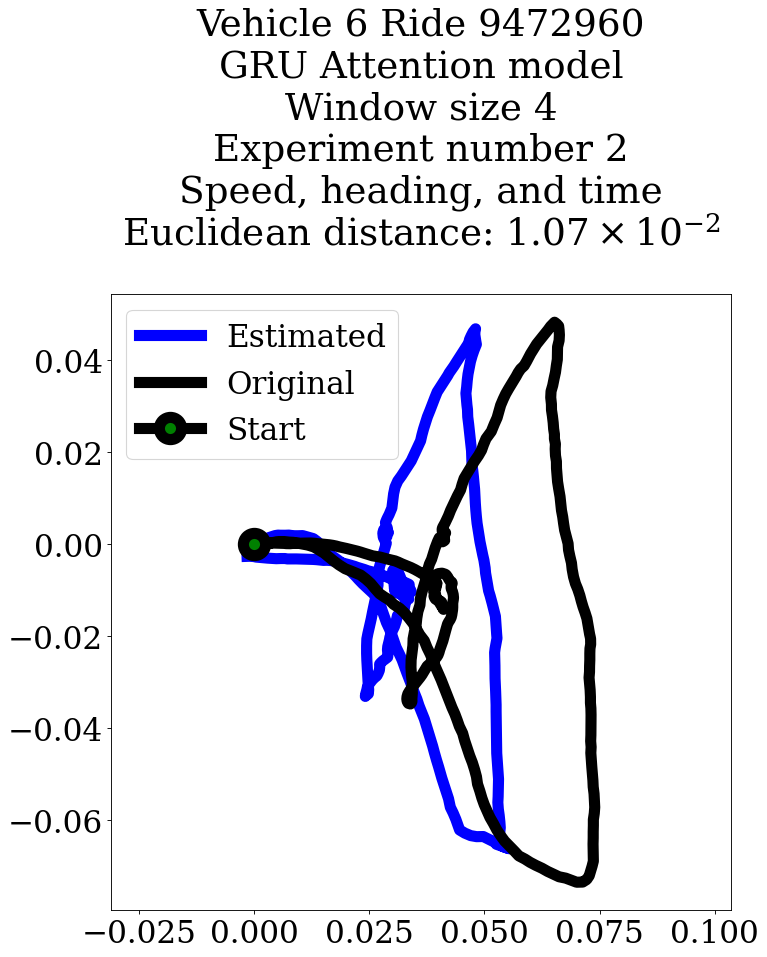 Vehicle 6 Ride 9472960
GRU Attention model
Window size 4
Experiment number 2
Speed, heading, and time
Euclidean distance: 1.07 × 10⁻²
Estimated
Original
Start
0.04
0.02
0.00
−0.02
−0.04
−0.06
−0.025 0.000 0.025 0.050 0.075 0.100